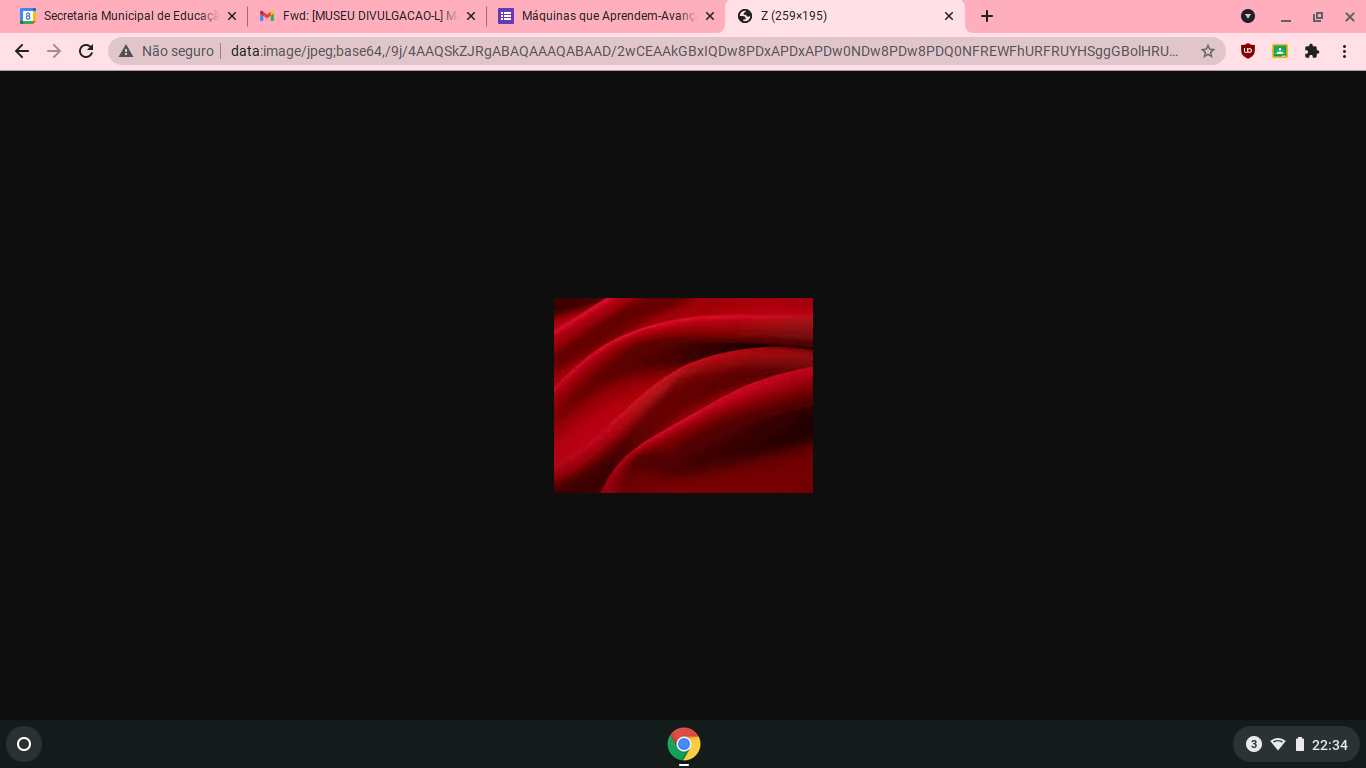 8
Secretaria Municipal de Educaçã
Fwd: [MUSEU DIVULGACAO-L] M
Máquinas que Aprendem-Avanç
Z (259×195)
Não seguro
data:image/jpeg;base64,/9j/4AAQSkZJRgABAQAAAQABAAD/2wCEAAkGBxIQDw8PDxAPDxAPDw0NDw8PDw8PDQ0NFREWFhURFRUYHSggGBolHRU...
3
22:34